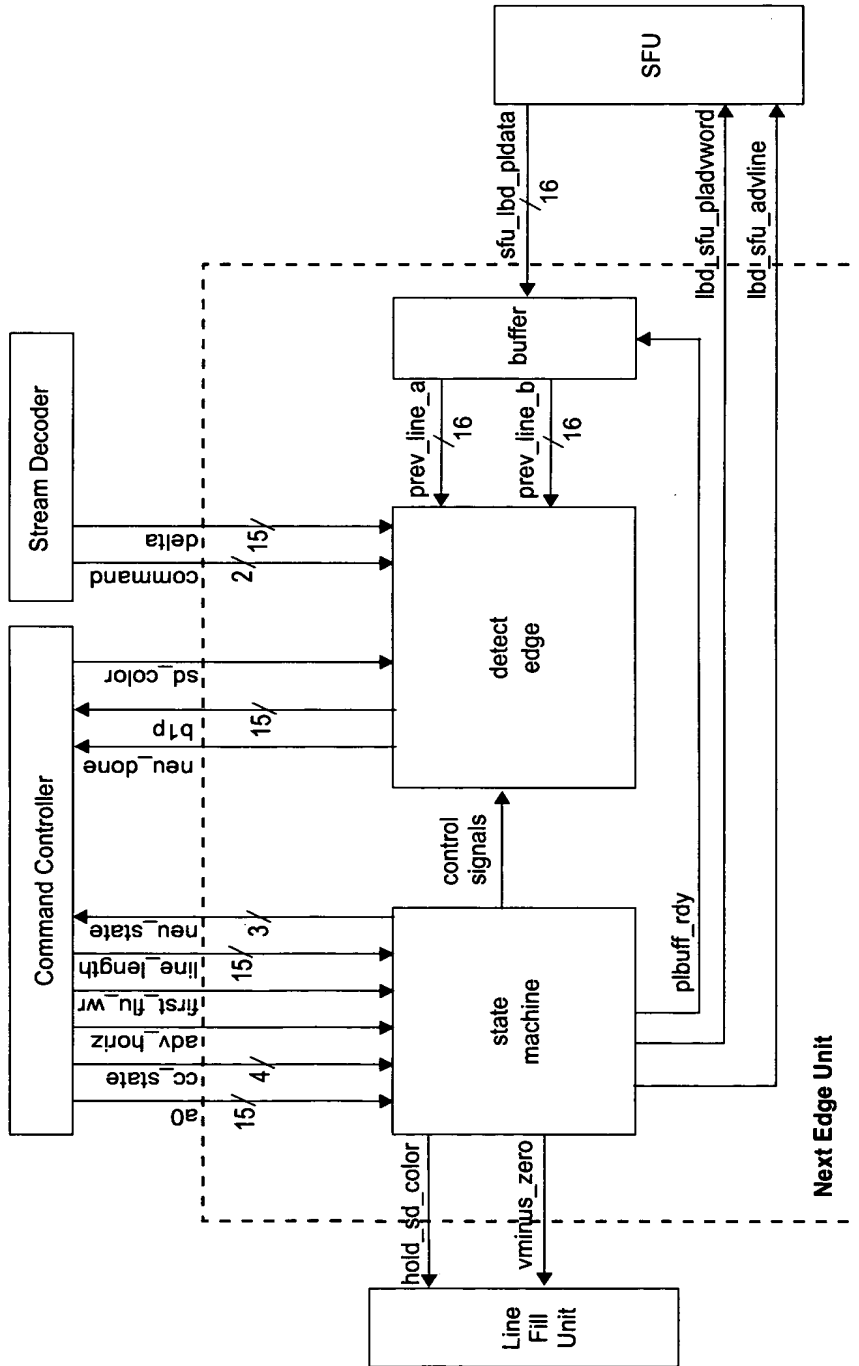 Command Controller
Stream Decoder
a0
15
cc_state
4
adv_horiz
first_flu_wr
line_length
15
neu_state
3
neu_done
b1p
15
sd_color
command
2
delta
15
hold_sd_color
vminus_zero
Line
Fill
Unit
state
machine
control
signals
detect
edge
prev_line_a
16
prev_line_b
16
buffer
sfu_lbd_pldata
16
SFU
plbuff_rdy
lbd_sfu_pladvword
lbd_sfu_advline
Next Edge Unit